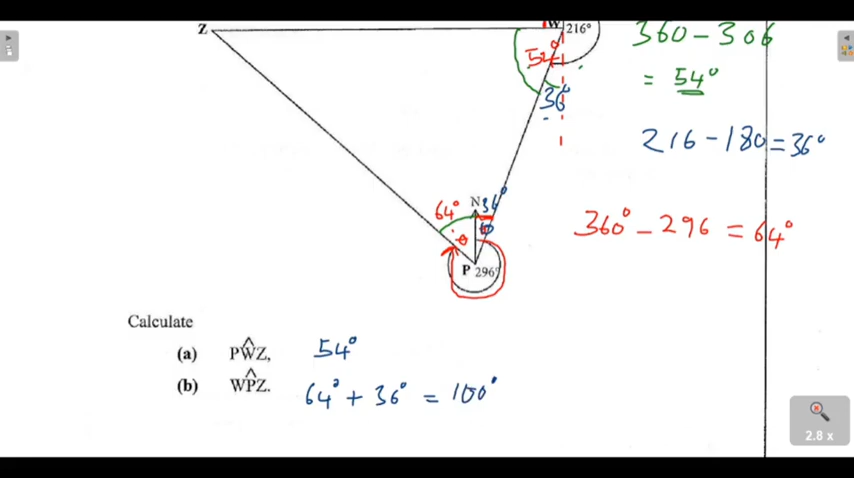 Z
W
216°
360 - 306
54°
= 54°
36°
216 - 180 = 36°
64°
N
36°
360° - 296 = 64°
θ
P 296°
Calculate
(a) PŴZ, 54°
(b) WP̂Z. 64° + 36° = 100°
2.8 x